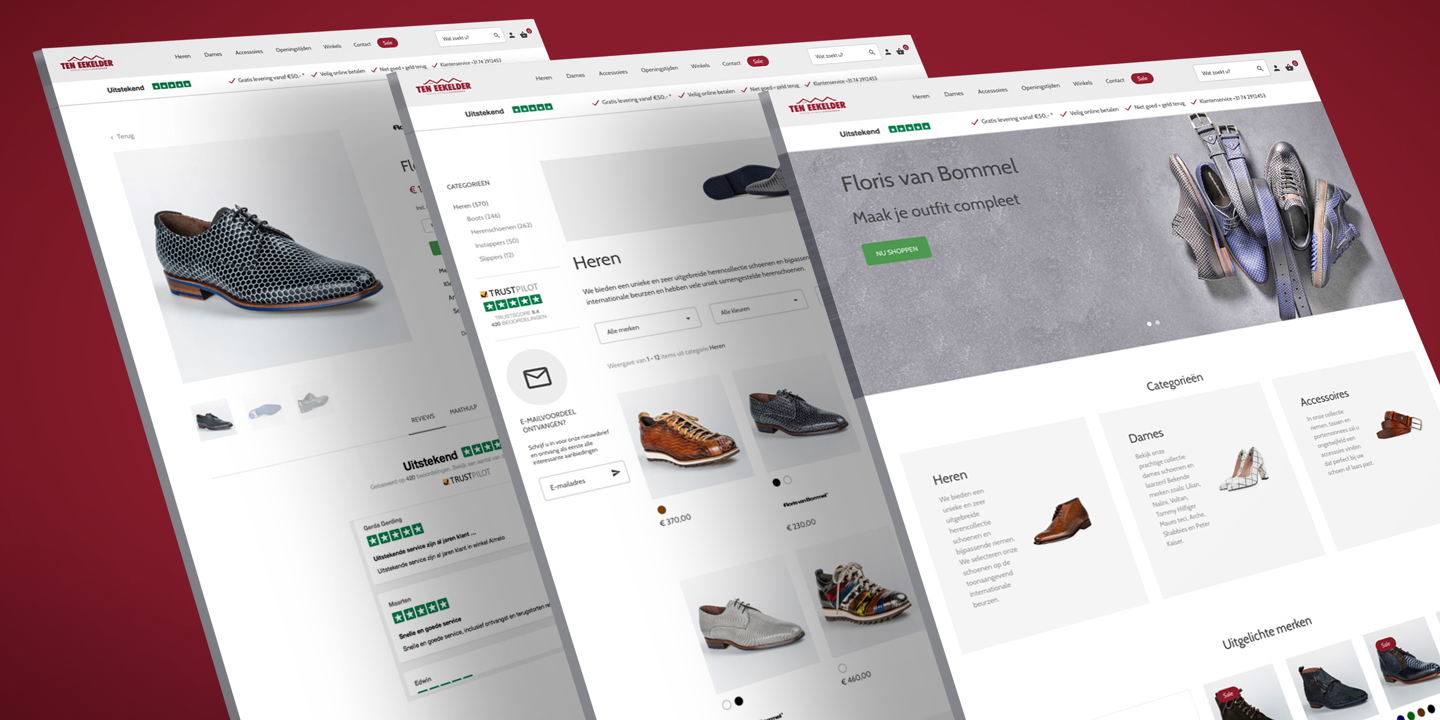 TEN EEKELDER
Heren
Dames
Accessoires
Openingstijden
Winkels
Contact
Sale
Wat zoekt u?
Uitstekend
Gratis levering vanaf €50,- *
Veilig online betalen
Niet goed = geld terug
Klantenservice +31 74 2912453
< Terug
REVIEWS
MAATHULP
Uitstekend
TRUSTPILOT
Gerda Gerding
Uitstekende service zijn al jaren klant ...
Uitstekende service zijn al jaren klant in winkel Almelo
Maarten
Snelle en goede service
Snelle en goede service, inclusief ontvangst en terugstorten
Edwin
TEN EEKELDER
Heren
Dames
Accessoires
Openingstijden
Winkels
Contact
Sale
Wat zoekt u?
Uitstekend
Gratis levering vanaf €50,- *
Veilig online betalen
Niet goed = geld terug
Klantenservice +31 74 2912453
CATEGORIEËN
Heren (570)
Boots (246)
Herenschoenen (262)
Instappers (50)
Slippers (12)
TRUSTPILOT
TRUSTSCORE 9.4
420 BEOORDELINGEN
E-MAILVOORDEEL
ONTVANGEN?
Schrijf u in voor onze nieuwsbrief
en ontvang als eerste alle
interessante aanbiedingen
E-mailadres
Heren
We bieden een unieke en zeer uitgebreide herencollectie schoenen en bijpassen
internationale beurzen en hebben vele uniek samengestelde herenschoenen.
Alle merken
Alle kleuren
Weergave van 1 - 12 items uit categorie Heren
€ 370,00
Floris van Bommel
€ 230,00
€ 460,00
TEN EEKELDER
Heren
Dames
Accessoires
Openingstijden
Winkels
Contact
Sale
Wat zoekt u?
Uitstekend
Gratis levering vanaf €50,- *
Veilig online betalen
Niet goed = geld terug
Klantenservice +31 74 2912453
Floris van Bommel
Maak je outfit compleet
NU SHOPPEN
Categorieën
Heren
We bieden een
unieke en zeer
uitgebreide
herencollectie
schoenen en
bijpassende riemen.
We selecteren onze
schoenen op de
toonaangevend
internationale
beurzen.
Dames
Bekijk onze
prachtige collectie
dames schoenen en
laarzen! Bekende
merken zoals: Lilian,
Nalini, Voltan,
Tommy Hilfiger
Mauro teci, Arche,
Shabbies en Peter
Kaiser.
Accessoires
In onze collectie
riemen, tassen en
portemonnees zal u
ongetwijfeld een
accessoire vinden
dat perfect bij uw
schoen of laars past.
Uitgelichte merken
Sale
Sale